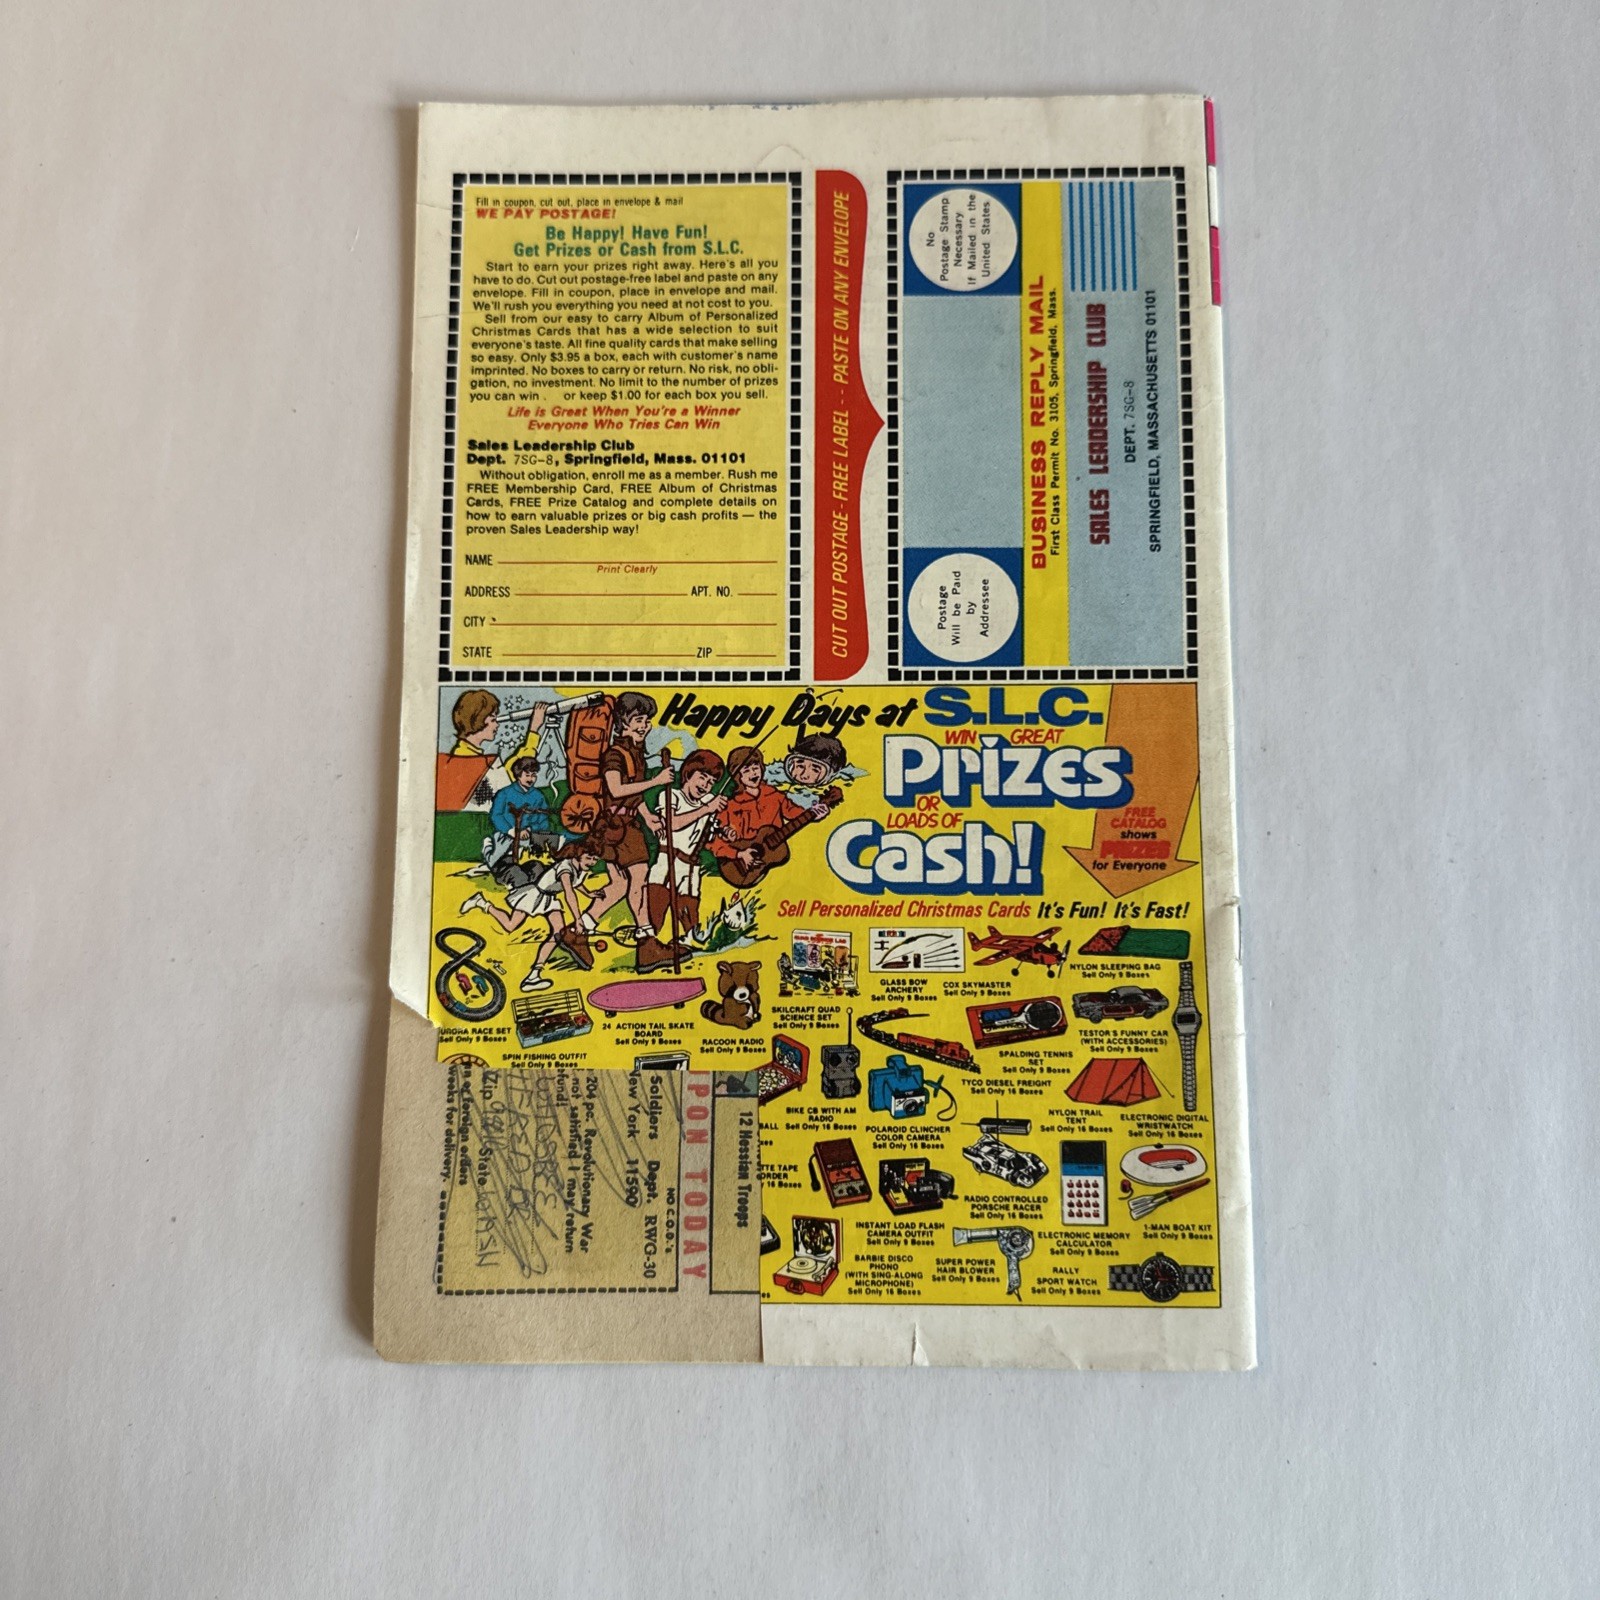 Fill in coupon, cut out, place in envelope & mail
WE PAY POSTAGE!
Be Happy! Have Fun!
Get Prizes or Cash from S.L.C.
Start to earn your prizes right away. Here's all you
have to do. Cut out postage-free label and paste on any
envelope. Fill in coupon, place in envelope and mail.
We'll rush you everything you need at not cost to you.
Sell from our easy to carry Album of Personalized
Christmas Cards that has a wide selection to suit
everyone's taste. All fine quality cards that make selling
so easy. Only $3.95 a box, each with customer's name
imprinted. No boxes to carry or return. No risk, no obli-
gation, no investment. No limit to the number of prizes
you can win . or keep $1.00 for each box you sell.
Life is Great When You're a Winner
Everyone Who Tries Can Win
Sales Leadership Club
Dept. 7SG-8, Springfield, Mass. 01101
Without obligation, enroll me as a member. Rush me
FREE Membership Card, FREE Album of Christmas
Cards, FREE Prize Catalog and complete details on
how to earn valuable prizes or big cash profits — the
proven Sales Leadership way!
NAME
Print Clearly
ADDRESS APT. NO.
CITY
STATE ZIP
CUT OUT POSTAGE-FREE LABEL -- PASTE ON ANY ENVELOPE
No
Postage Stamp
Necessary
If Mailed in the
United States
Postage
Will be Paid
by
Addressee
BUSINESS REPLY MAIL
First Class Permit No. 3105, Springfield, Mass.
SALES LEADERSHIP CLUB
DEPT. 7SG-8
SPRINGFIELD, MASSACHUSETTS 01101
Happy Days at S.L.C.
WIN GREAT
Prizes
OR
LOADS OF
Cash!
FREE
CATALOG
shows
PRIZES
for Everyone
Sell Personalized Christmas Cards It's Fun! It's Fast!
RACE SET
Sell Only 9 Boxes
SPIN FISHING OUTFIT
Sell Only 9 Boxes
24 ACTION TAIL SKATE
BOARD
Sell Only 9 Boxes
RACOON RADIO
Sell Only 9 Boxes
SKILCRAFT QUAD
SCIENCE SET
Sell Only 9 Boxes
GLASS BOW
ARCHERY
Sell Only 9 Boxes
COX SKYMASTER
Sell Only 9 Boxes
NYLON SLEEPING BAG
Sell Only 9 Boxes
TESTOR'S FUNNY CAR
(WITH ACCESSORIES)
Sell Only 9 Boxes
SPALDING TENNIS
SET
Sell Only 9 Boxes
TYCO DIESEL FREIGHT
Sell Only 16 Boxes
BIKE CB WITH AM
RADIO
Sell Only 16 Boxes
POLAROID CLINCHER
COLOR CAMERA
Sell Only 16 Boxes
NYLON TRAIL
TENT
Sell Only 16 Boxes
ELECTRONIC DIGITAL
WRISTWATCH
Sell Only 16 Boxes
BALL
TAPE
16 Boxes
INSTANT LOAD FLASH
CAMERA OUTFIT
Sell Only 9 Boxes
RADIO CONTROLLED
PORSCHE RACER
Sell Only 16 Boxes
ELECTRONIC MEMORY
CALCULATOR
Sell Only 9 Boxes
1-MAN BOAT KIT
Sell Only 9 Boxes
BARBIE DISCO
PHONO
(WITH SING-ALONG
MICROPHONE)
Sell Only 16 Boxes
SUPER POWER
HAIR BLOWER
Sell Only 9 Boxes
RALLY
SPORT WATCH
Sell Only 9 Boxes
12 Hessian Troops
PON TODAY
NO C.O.D.'s
Soldiers Dept. RWG-30
New York 11590
204 pc. Revolutionary War
not satisfied I may return
Zip State WASH
foreign orders
weeks for delivery.